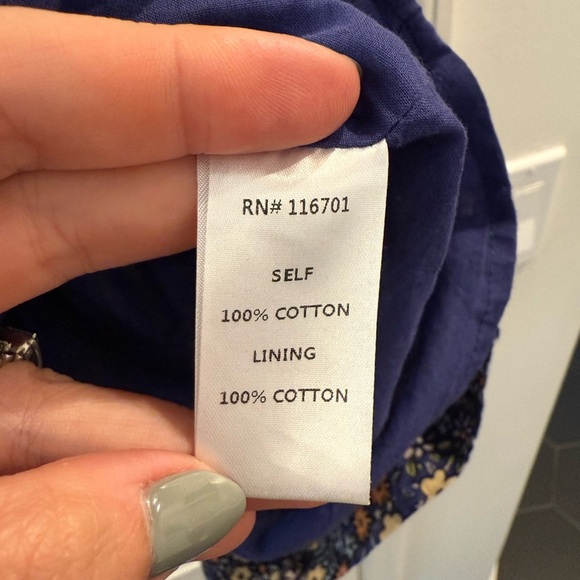 RN# 116701
SELF
100% COTTON
LINING
100% COTTON